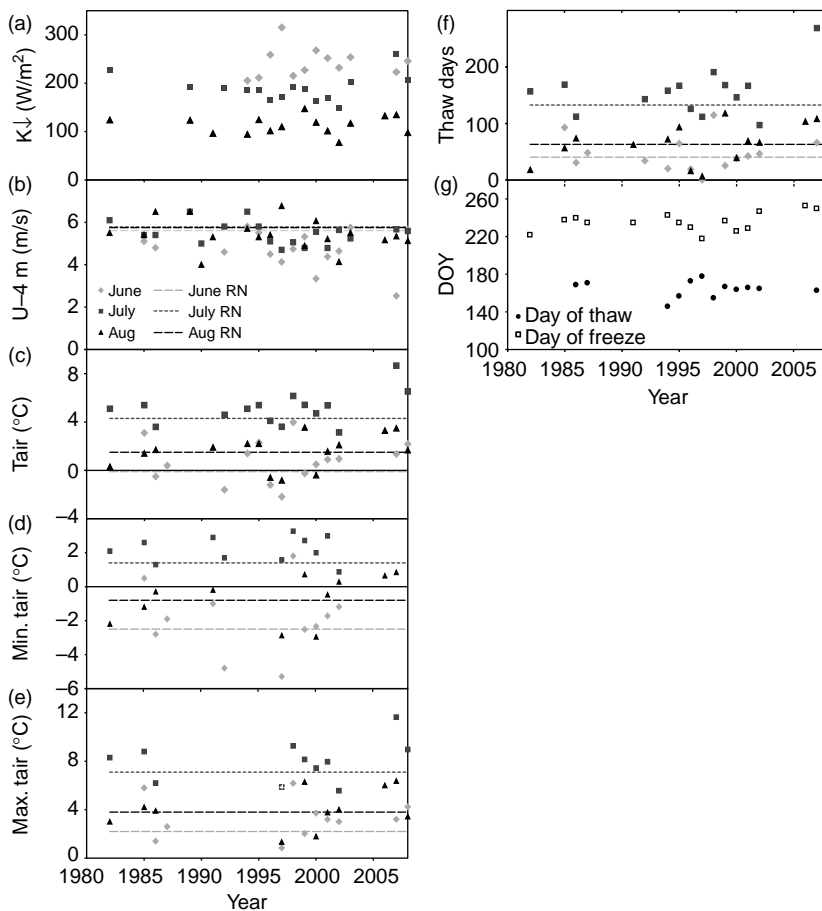 (a)
K↓ (W/m²)
300
200
100
0
(b)
U–4 m (m/s)
8
6
4
2
0
June
July
Aug
June RN
July RN
Aug RN
(c)
Tair (°C)
8
4
0
–4
(d)
Min. tair (°C)
2
0
–2
–4
–6
(e)
Max. tair (°C)
12
8
4
0
1980 1985 1990 1995 2000 2005
Year
(f)
Thaw days
200
100
0
(g)
DOY
260
220
180
140
100
Day of thaw
Day of freeze
1980 1985 1990 1995 2000 2005
Year